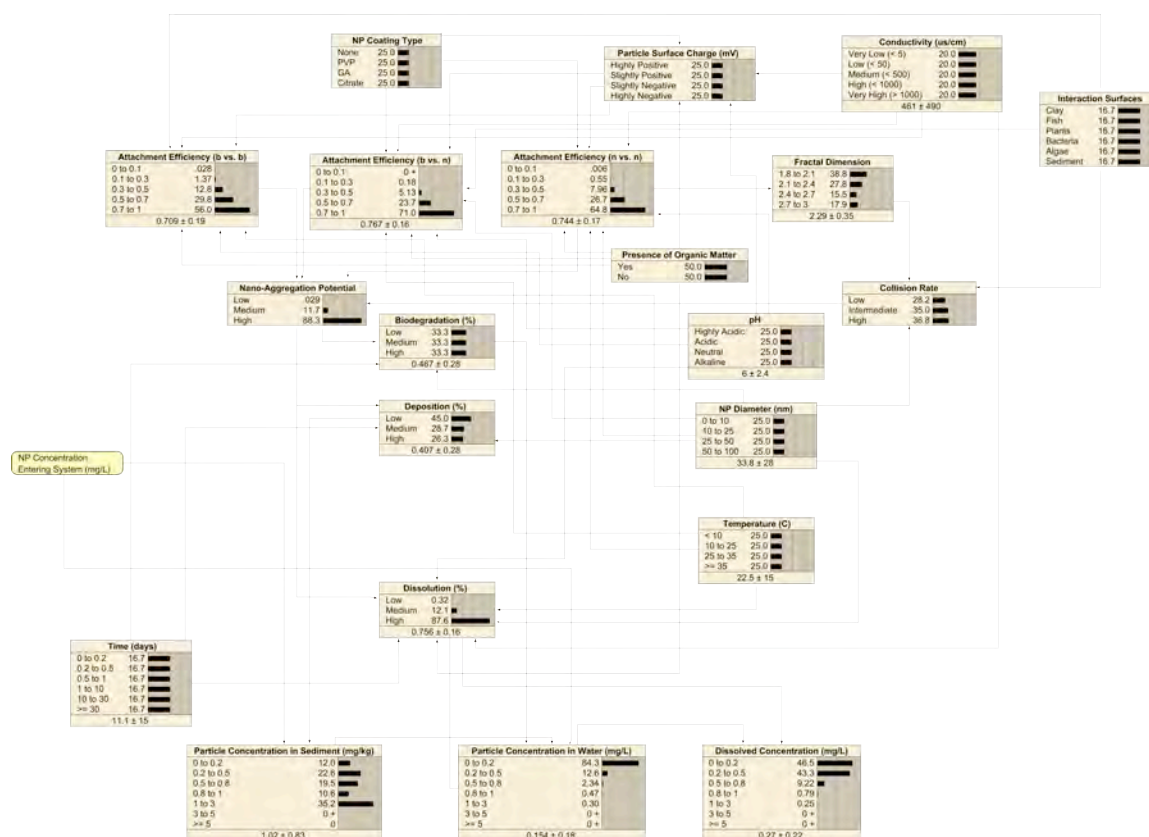 NP Coating Type
None 25.0
PVP 25.0
GA 25.0
Citrate 25.0
Particle Surface Charge (mV)
Highly Positive 25.0
Slightly Positive 25.0
Slightly Negative 25.0
Highly Negative 25.0
Conductivity (us/cm)
Very Low (< 5) 20.0
Low (< 50) 20.0
Medium (< 500) 20.0
High (< 1000) 20.0
Very High (> 1000) 20.0
461 ± 490
Interaction Surfaces
Clay 16.7
Fish 16.7
Plants 16.7
Bacteria 16.7
Algae 16.7
Sediment 16.7
Attachment Efficiency (b vs. b)
0 to 0.1 .028
0.1 to 0.3 1.37
0.3 to 0.5 12.8
0.5 to 0.7 29.8
0.7 to 1 56.0
0.709 ± 0.19
Attachment Efficiency (b vs. n)
0 to 0.1 0 +
0.1 to 0.3 0.18
0.3 to 0.5 5.13
0.5 to 0.7 23.7
0.7 to 1 71.0
0.767 ± 0.16
Attachment Efficiency (n vs. n)
0 to 0.1 .006
0.1 to 0.3 0.55
0.3 to 0.5 7.96
0.5 to 0.7 26.7
0.7 to 1 64.8
0.744 ± 0.17
Fractal Dimension
1.8 to 2.1 38.8
2.1 to 2.4 27.8
2.4 to 2.7 15.5
2.7 to 3 17.9
2.29 ± 0.35
Presence of Organic Matter
Yes 50.0
No 50.0
Nano-Aggregation Potential
Low .029
Medium 11.7
High 88.3
Collision Rate
Low 28.2
Intermediate 35.0
High 36.8
Biodegradation (%)
Low 33.3
Medium 33.3
High 33.3
0.467 ± 0.28
pH
Highly Acidic 25.0
Acidic 25.0
Neutral 25.0
Alkaline 25.0
6 ± 2.4
Deposition (%)
Low 45.0
Medium 28.7
High 26.3
0.407 ± 0.28
NP Diameter (nm)
0 to 10 25.0
10 to 25 25.0
25 to 50 25.0
50 to 100 25.0
33.8 ± 28
NP Concentration
Entering System (mg/L)
Temperature (C)
< 10 25.0
10 to 25 25.0
25 to 35 25.0
>= 35 25.0
22.5 ± 15
Dissolution (%)
Low 0.32
Medium 12.1
High 87.6
0.756 ± 0.16
Time (days)
0 to 0.2 16.7
0.2 to 0.5 16.7
0.5 to 1 16.7
1 to 10 16.7
10 to 30 16.7
>= 30 16.7
11.1 ± 15
Particle Concentration in Sediment (mg/kg)
0 to 0.2 12.0
0.2 to 0.5 22.8
0.5 to 0.8 19.5
0.8 to 1 10.6
1 to 3 35.2
3 to 5 0 +
>= 5 0
1.02 ± 0.83
Particle Concentration in Water (mg/L)
0 to 0.2 84.3
0.2 to 0.5 12.6
0.5 to 0.8 2.34
0.8 to 1 0.47
1 to 3 0.30
3 to 5 0 +
>= 5 0 +
0.154 ± 0.18
Dissolved Concentration (mg/L)
0 to 0.2 46.5
0.2 to 0.5 43.3
0.5 to 0.8 9.22
0.8 to 1 0.79
1 to 3 0.25
3 to 5 0 +
>= 5 0 +
0.27 ± 0.22